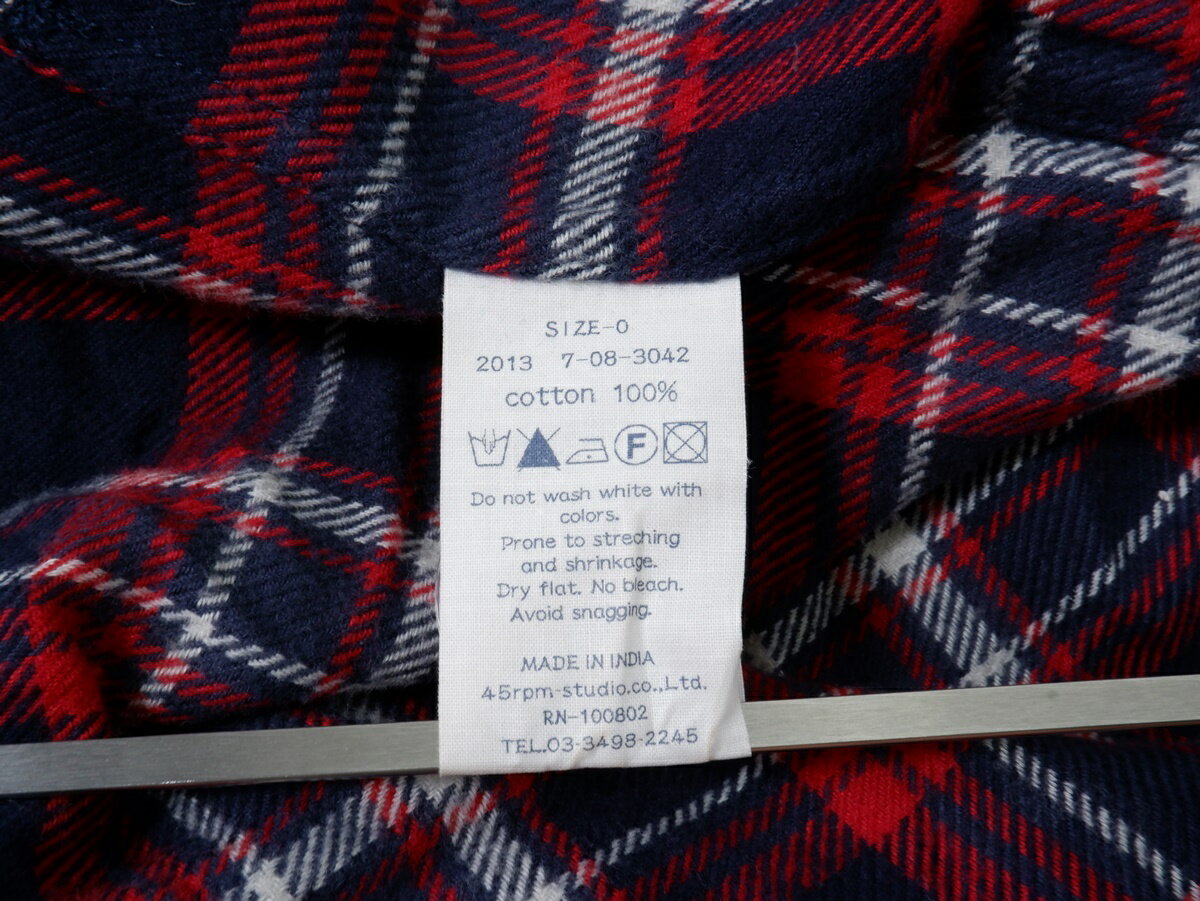 SIZE-0
2013 7-08-3042
cotton 100%
F
Do not wash white with
colors.
Prone to streching
and shrinkage.
Dry flat. No bleach.
Avoid snagging.
MADE IN INDIA
45rpm-studio.co.,Ltd.
RN-100802
TEL.03-3498-2245